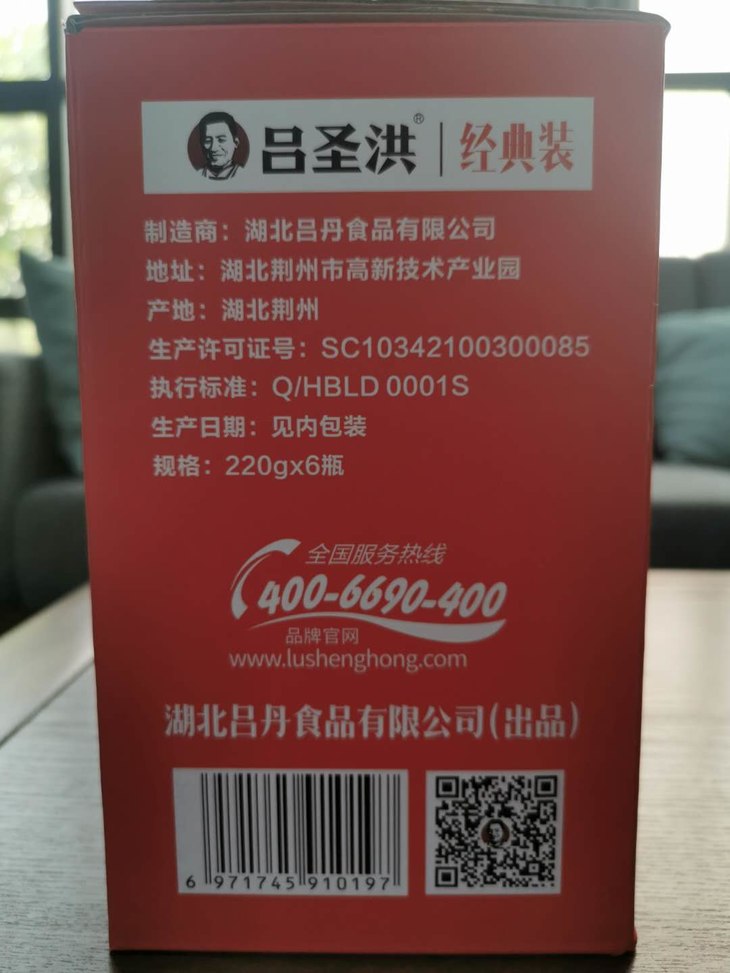 吕圣洪® | 经典装
制造商：湖北吕丹食品有限公司
地址：湖北荆州市高新技术产业园
产地：湖北荆州
生产许可证号：SC10342100300085
执行标准：Q/HBLD 0001S
生产日期：见内包装
规格：220gx6瓶
全国服务热线
400-6690-400
品牌官网
www.lushenghong.com
湖北吕丹食品有限公司(出品)
6 971745 910197